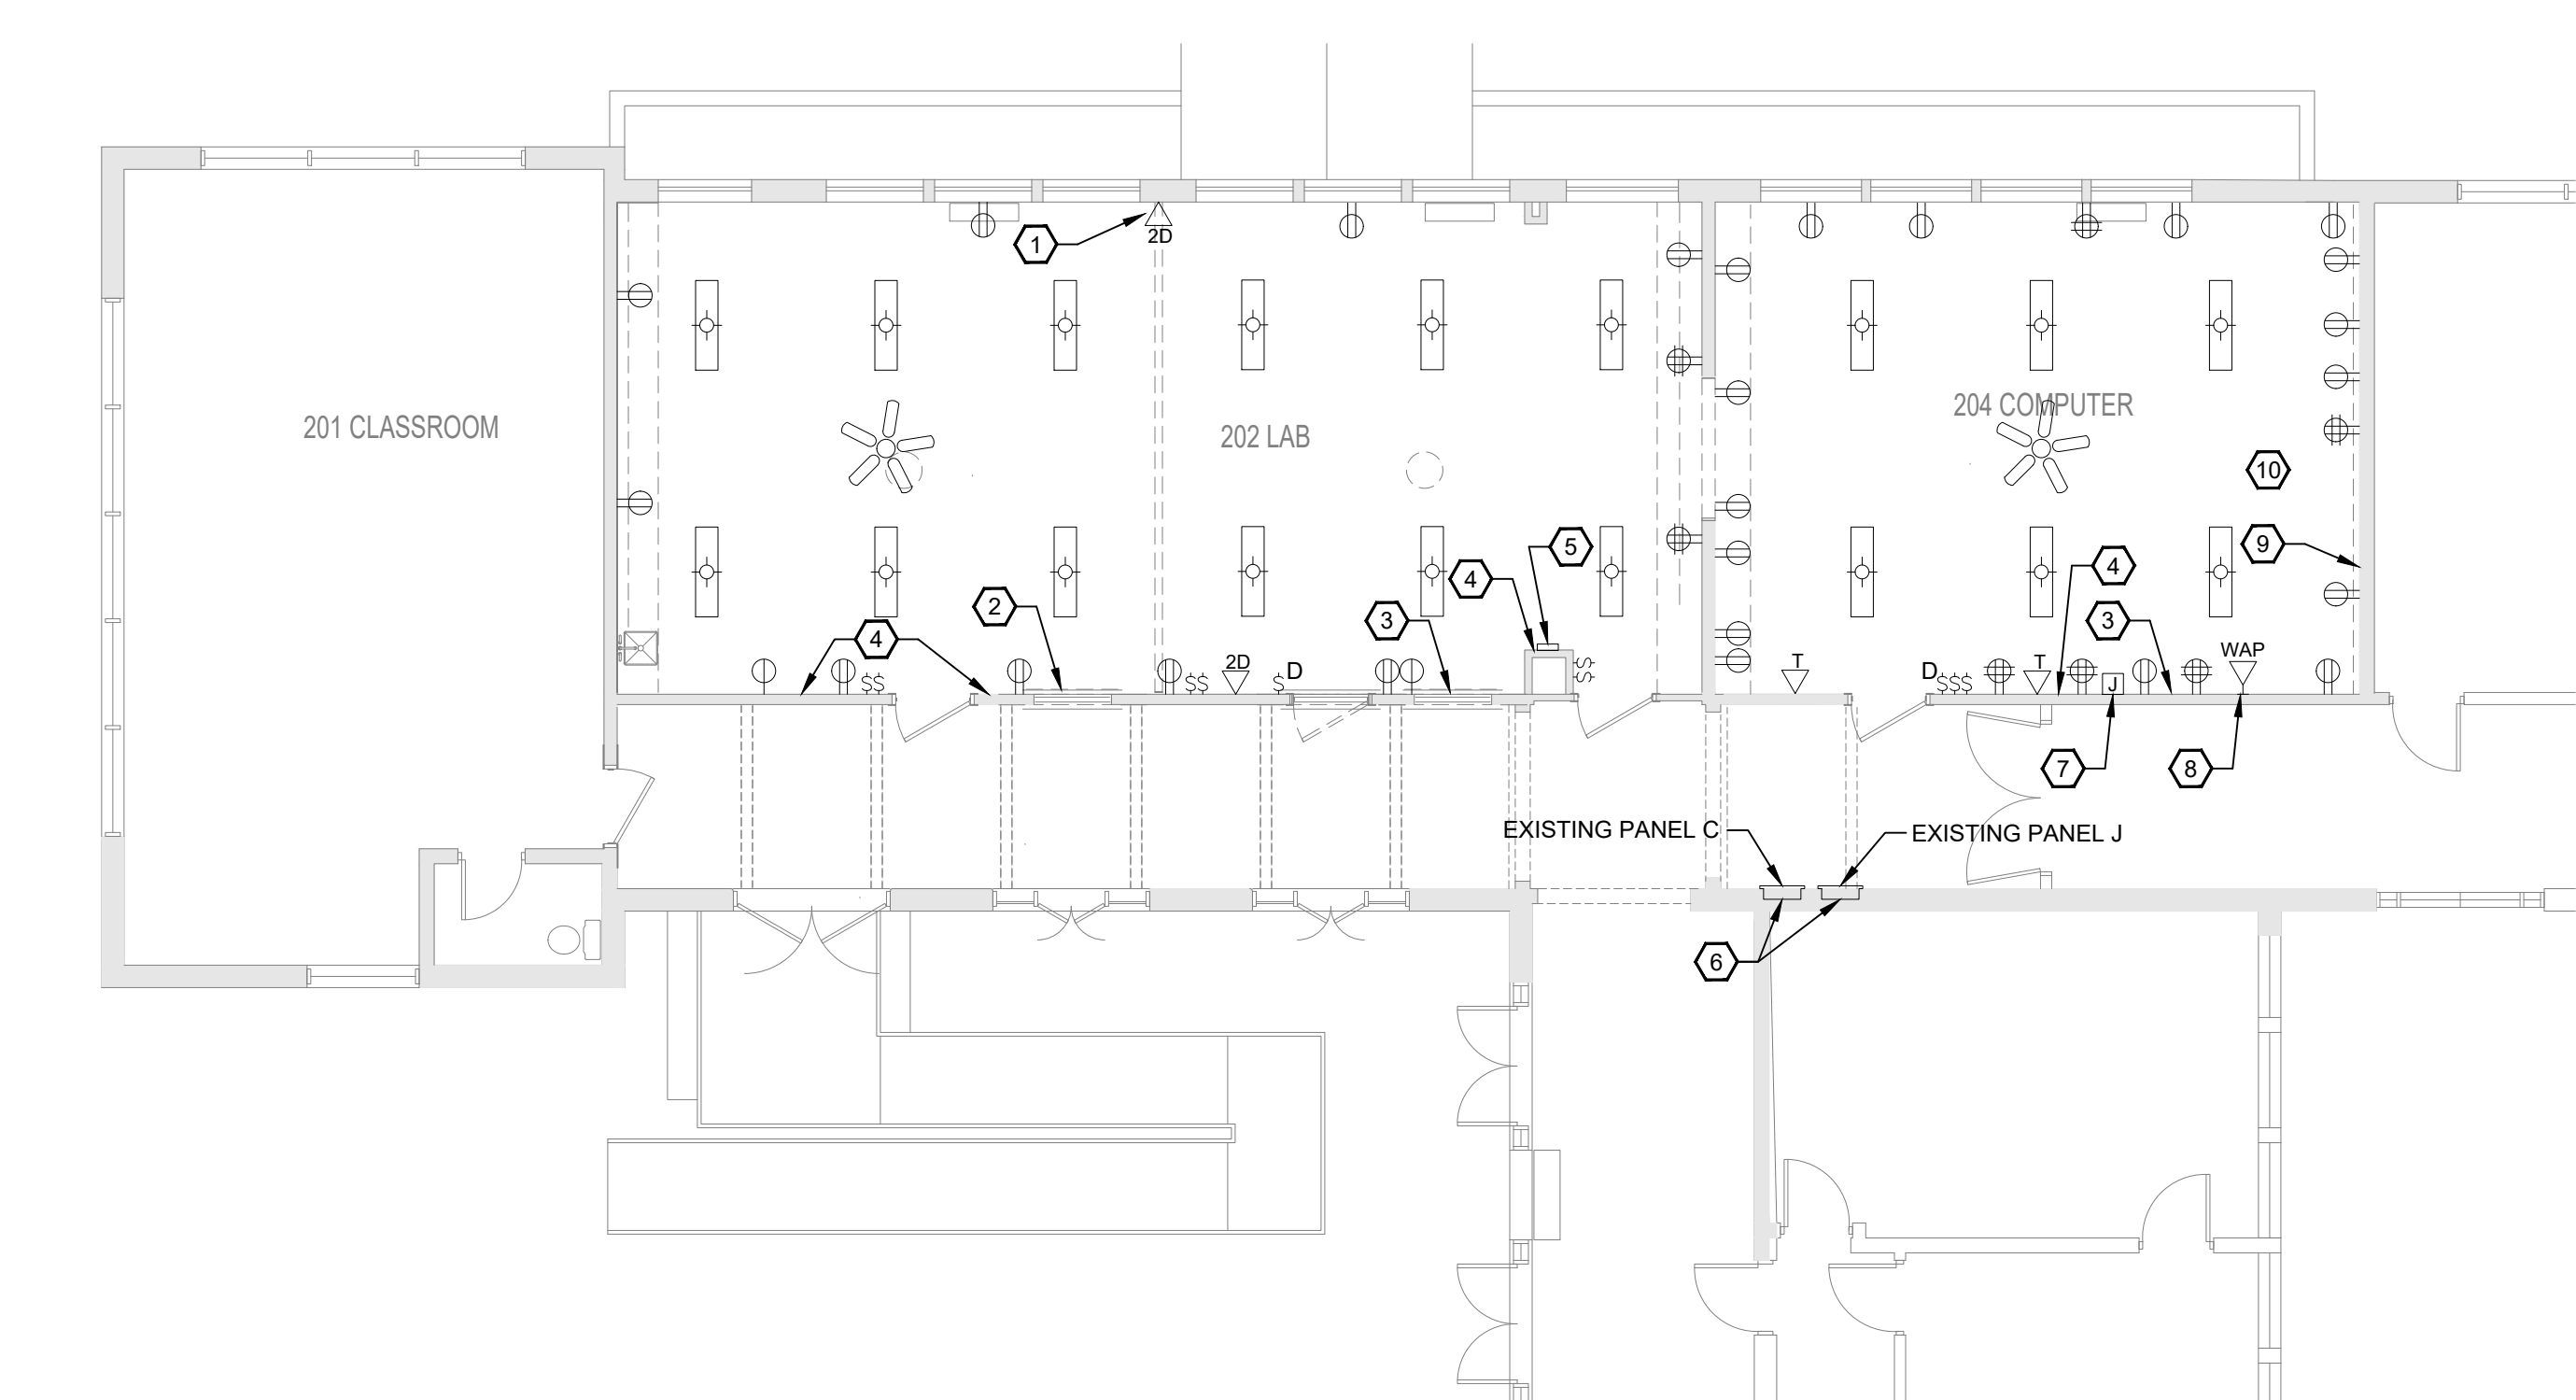 1
2D
201 CLASSROOM
202 LAB
204 COMPUTER
10
9
5
4
4
2
3
3
4
2D
$$
$$
$
D
$
$
T
D
$$$
T
J
WAP
7
8
EXISTING PANEL C
EXISTING PANEL J
6